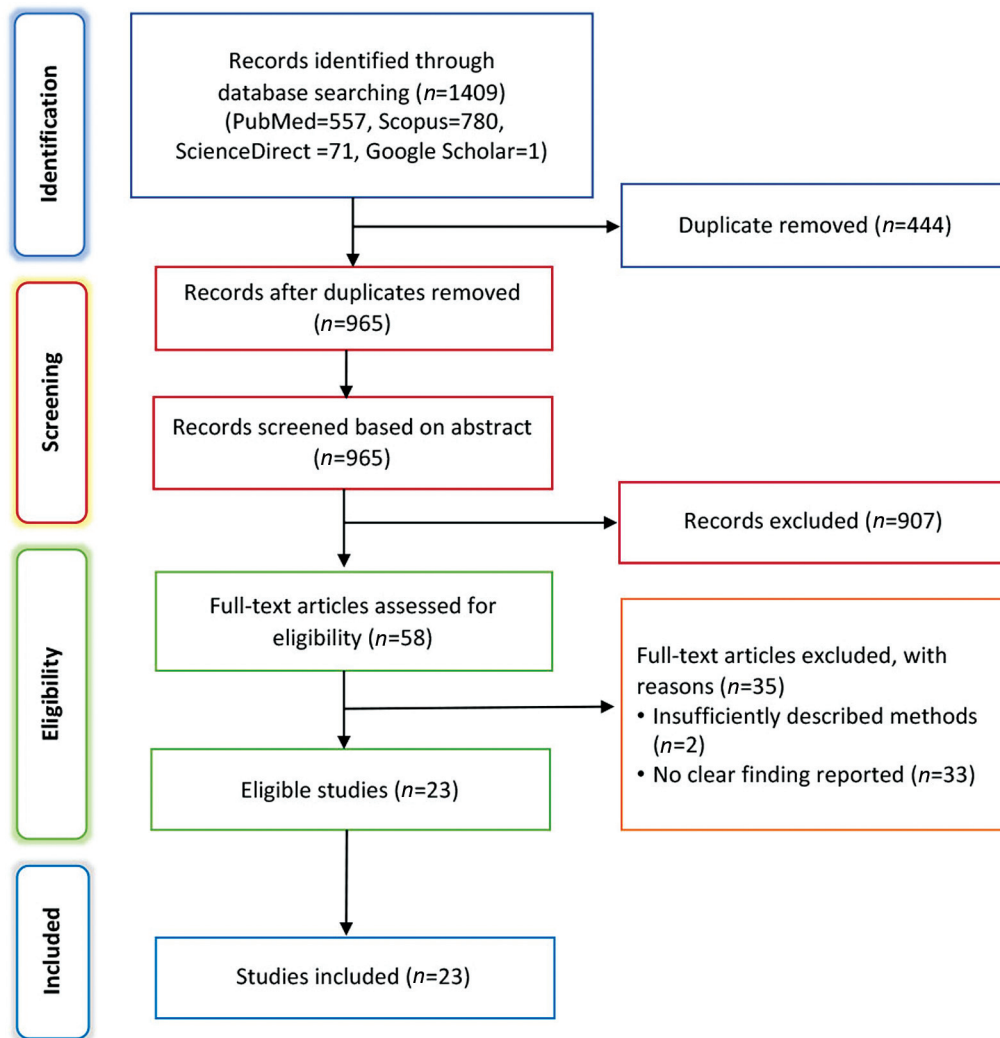 Identification
Records identified through
database searching (n=1409)
(PubMed=557, Scopus=780,
ScienceDirect =71, Google Scholar=1)
Duplicate removed (n=444)
Screening
Records after duplicates removed
(n=965)
Records screened based on abstract
(n=965)
Records excluded (n=907)
Eligibility
Full-text articles assessed for
eligibility (n=58)
Full-text articles excluded, with
reasons (n=35)
• Insufficiently described methods
(n=2)
• No clear finding reported (n=33)
Eligible studies (n=23)
Included
Studies included (n=23)